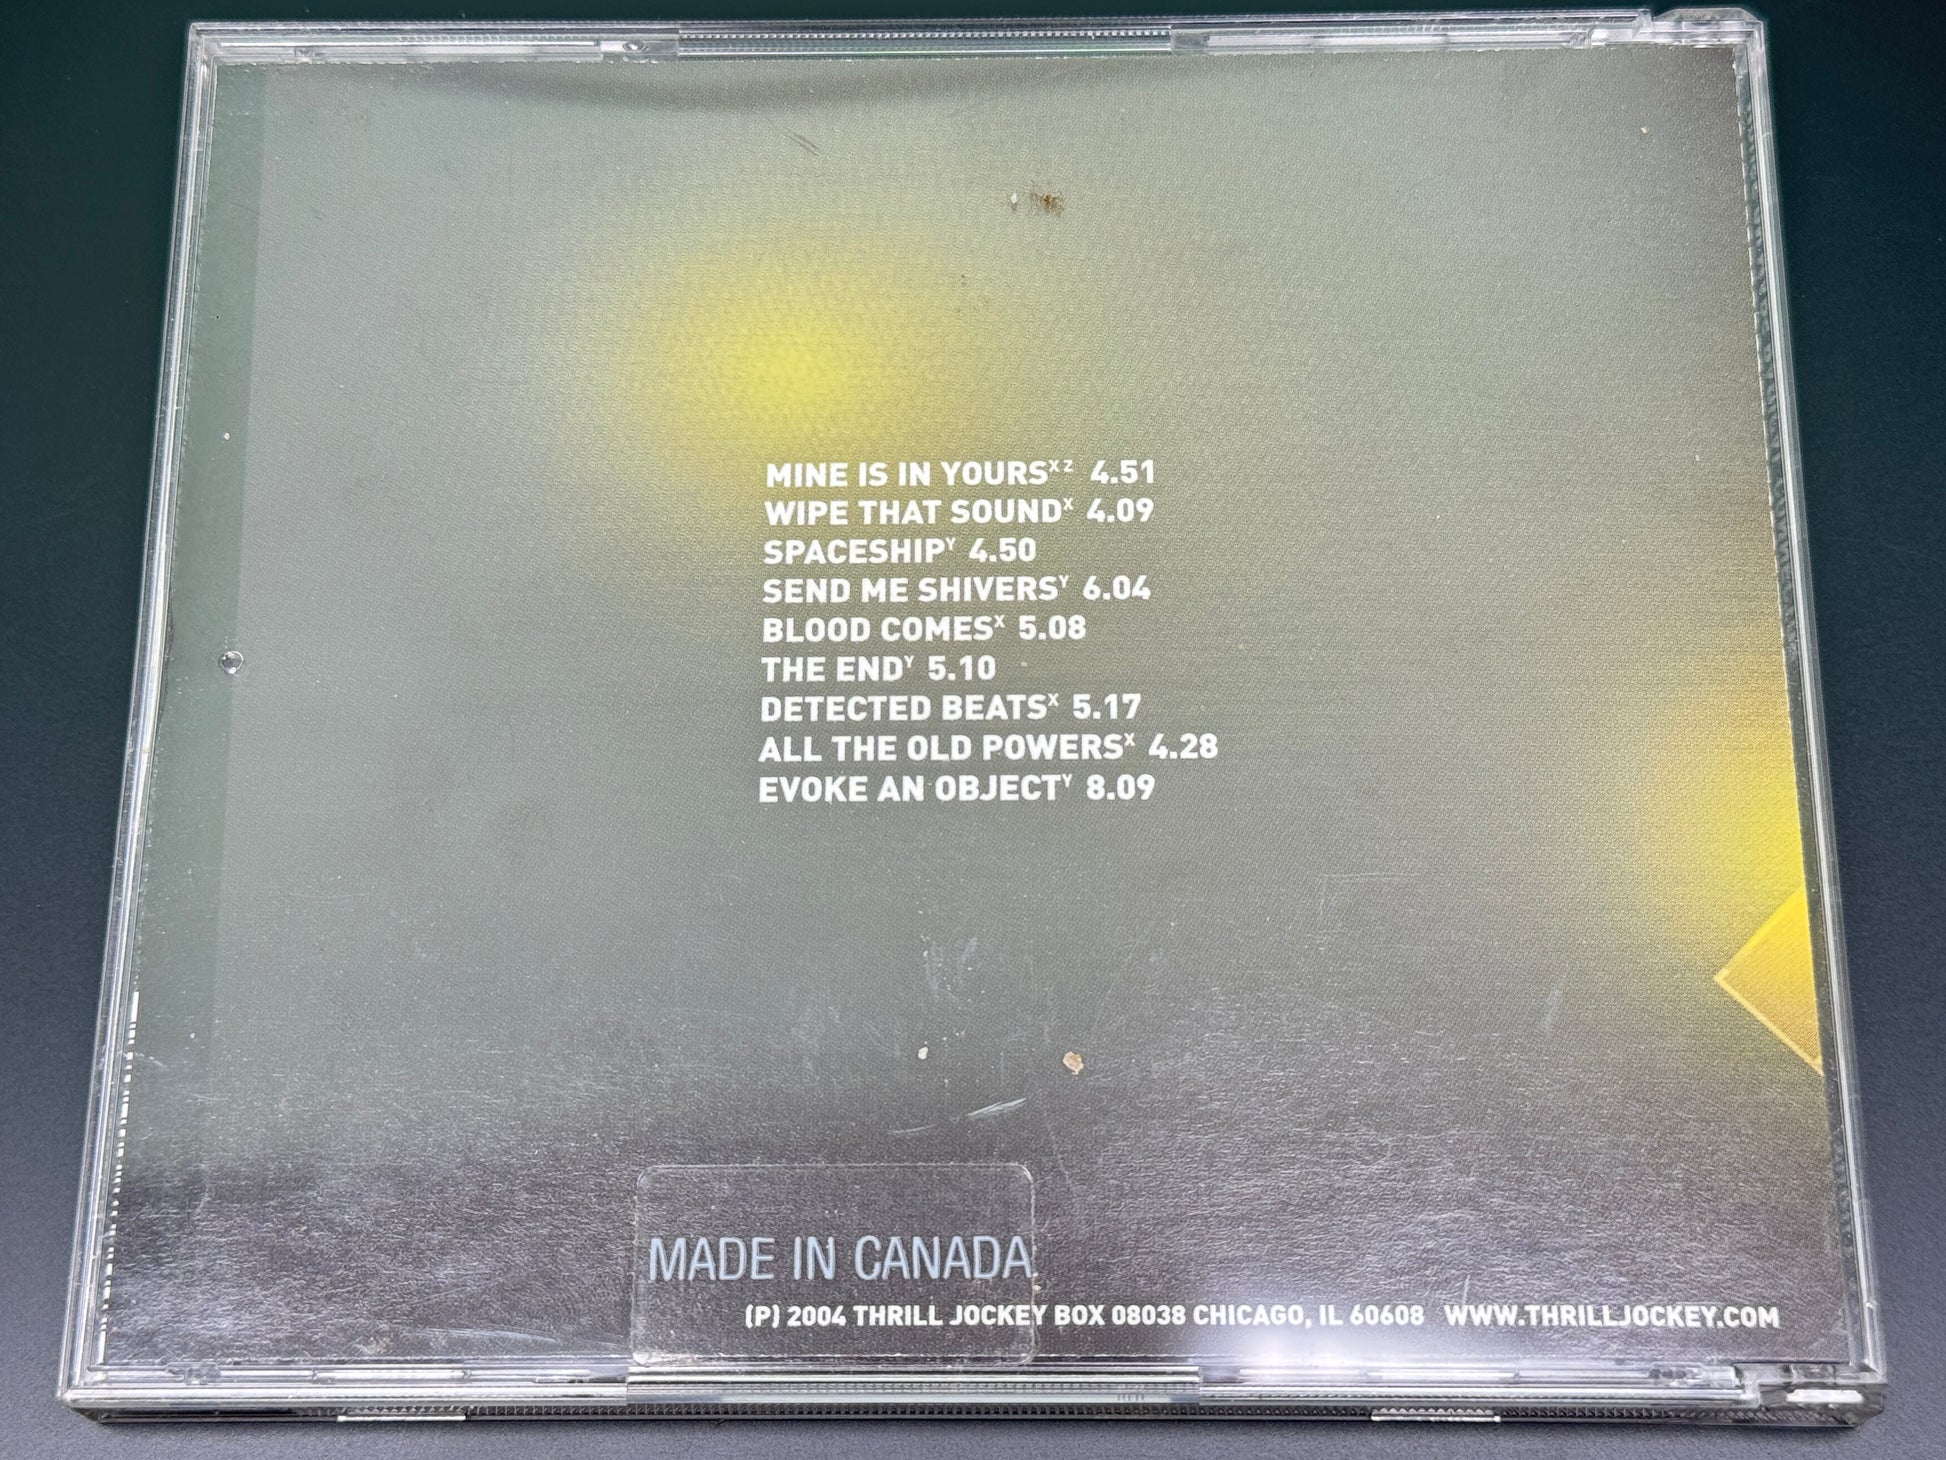 MINE IS IN YOURSˣ ᶻ 4.51
WIPE THAT SOUNDˣ 4.09
SPACESHIPʸ 4.50
SEND ME SHIVERSʸ 6.04
BLOOD COMESˣ 5.08
THE ENDʸ 5.10
DETECTED BEATSˣ 5.17
ALL THE OLD POWERSˣ 4.28
EVOKE AN OBJECTʸ 8.09
MADE IN CANADA
(P) 2004 THRILL JOCKEY BOX 08038 CHICAGO, IL 60608 WWW.THRILLJOCKEY.COM